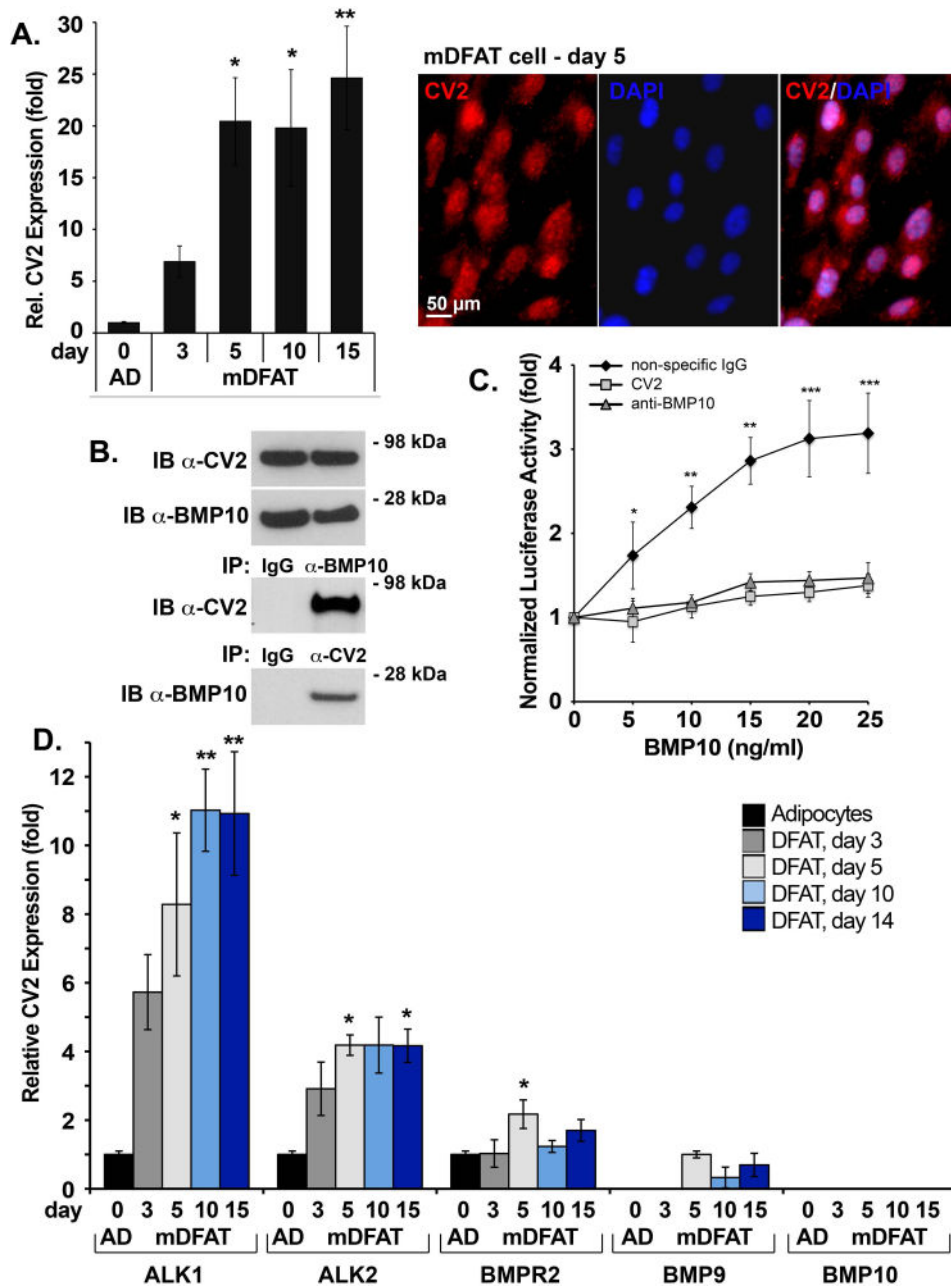 A.
Rel. CV2 Expression (fold)
30
25
20
15
10
5
0
*
*
**
day 0 3 5 10 15
AD mDFAT
mDFAT cell - day 5
CV2
DAPI
CV2/DAPI
50 µm
B.
IB α-CV2
- 98 kDa
IB α-BMP10
- 28 kDa
IP: IgG α-BMP10
IB α-CV2
- 98 kDa
IP: IgG α-CV2
IB α-BMP10
- 28 kDa
C.
Normalized Luciferase Activity (fold)
4
3
2
1
0
non-specific IgG
CV2
anti-BMP10
*
**
**
***
***
0 5 10 15 20 25
BMP10 (ng/ml)
D.
Relative CV2 Expression (fold)
12
10
8
6
4
2
0
*
**
**
*
*
*
Adipocytes
DFAT, day 3
DFAT, day 5
DFAT, day 10
DFAT, day 14
day 0 3 5 10 15 0 3 5 10 15 0 3 5 10 15 0 3 5 10 15 0 3 5 10 15
AD mDFAT AD mDFAT AD mDFAT AD mDFAT AD mDFAT
ALK1 ALK2 BMPR2 BMP9 BMP10